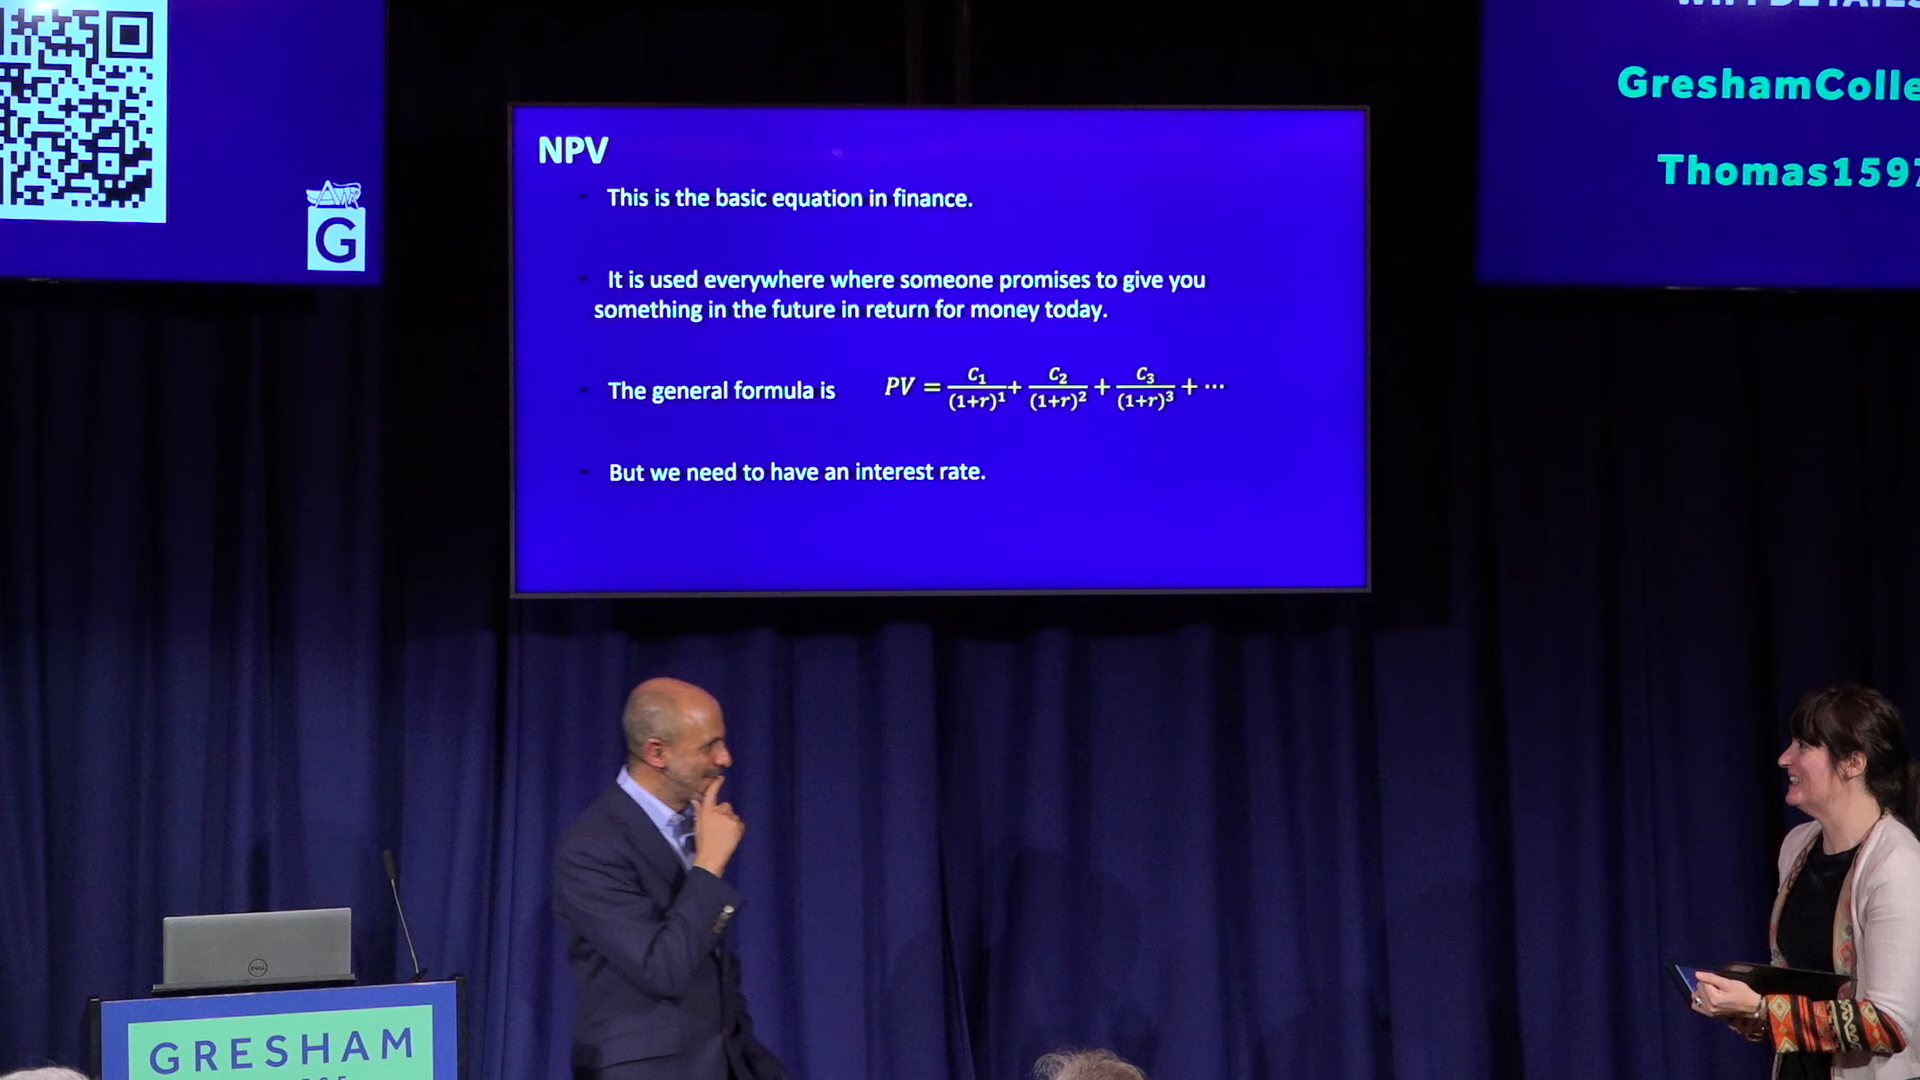 NPV
- This is the basic equation in finance.
- It is used everywhere where someone promises to give you
something in the future in return for money today.
- The general formula is PV = C₁/(1+r)¹ + C₂/(1+r)² + C₃/(1+r)³ + ⋯
- But we need to have an interest rate.
G
GreshamColle
Thomas1597
DELL
GRESHAM